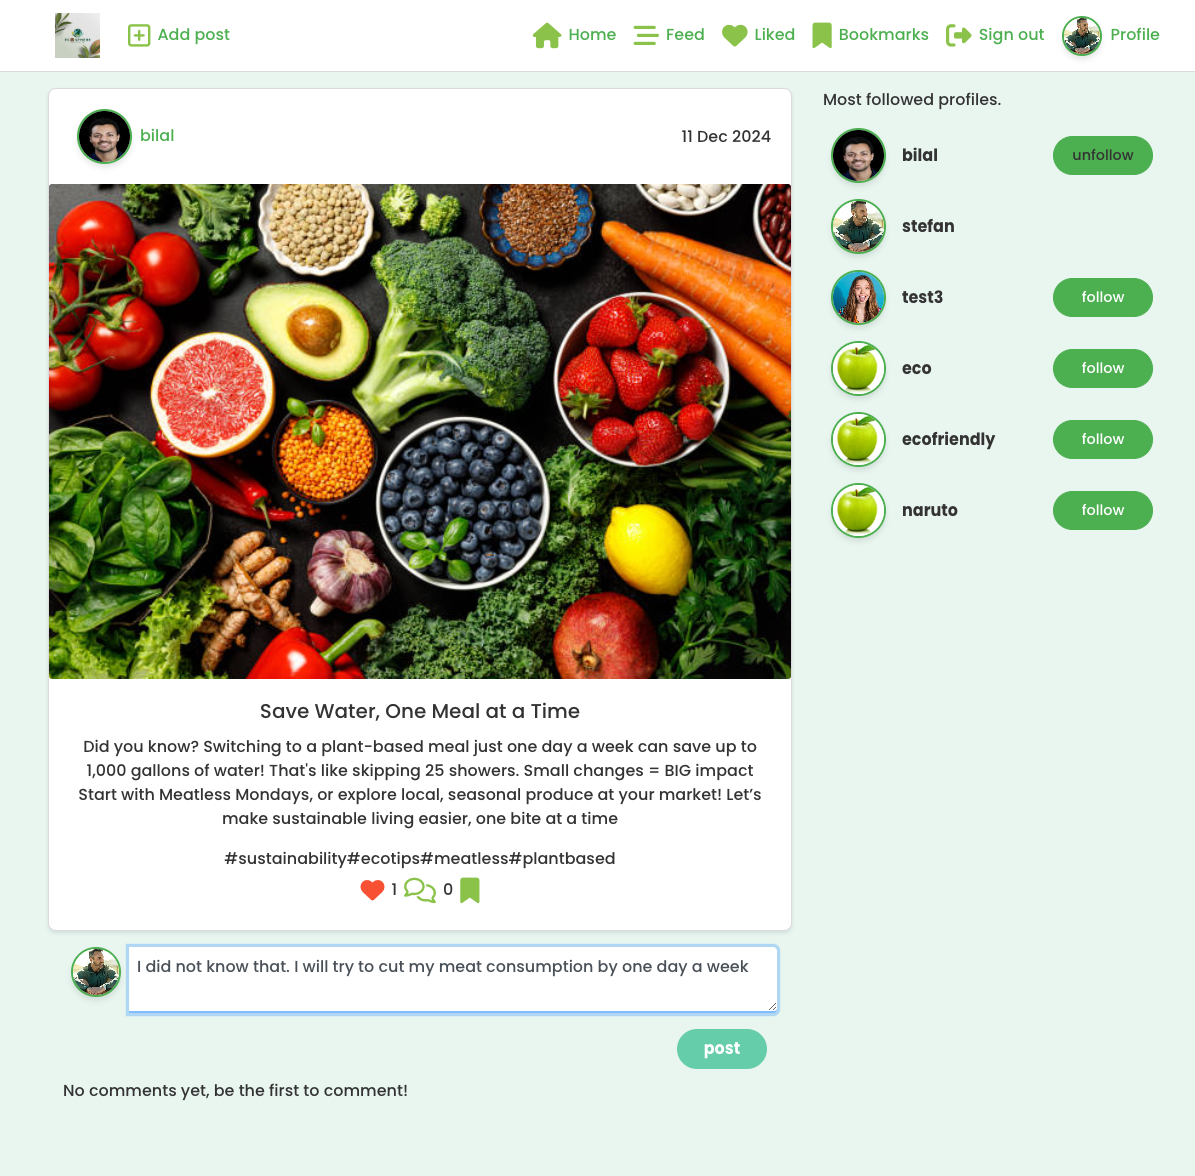 Add post
Home
Feed
Liked
Bookmarks
Sign out
Profile
bilal
11 Dec 2024
Save Water, One Meal at a Time
Did you know? Switching to a plant-based meal just one day a week can save up to
1,000 gallons of water! That's like skipping 25 showers. Small changes = BIG impact
Start with Meatless Mondays, or explore local, seasonal produce at your market! Let’s
make sustainable living easier, one bite at a time
#sustainability#ecotips#meatless#plantbased
1
0
I did not know that. I will try to cut my meat consumption by one day a week
post
No comments yet, be the first to comment!
Most followed profiles.
bilal
unfollow
stefan
test3
follow
eco
follow
ecofriendly
follow
naruto
follow